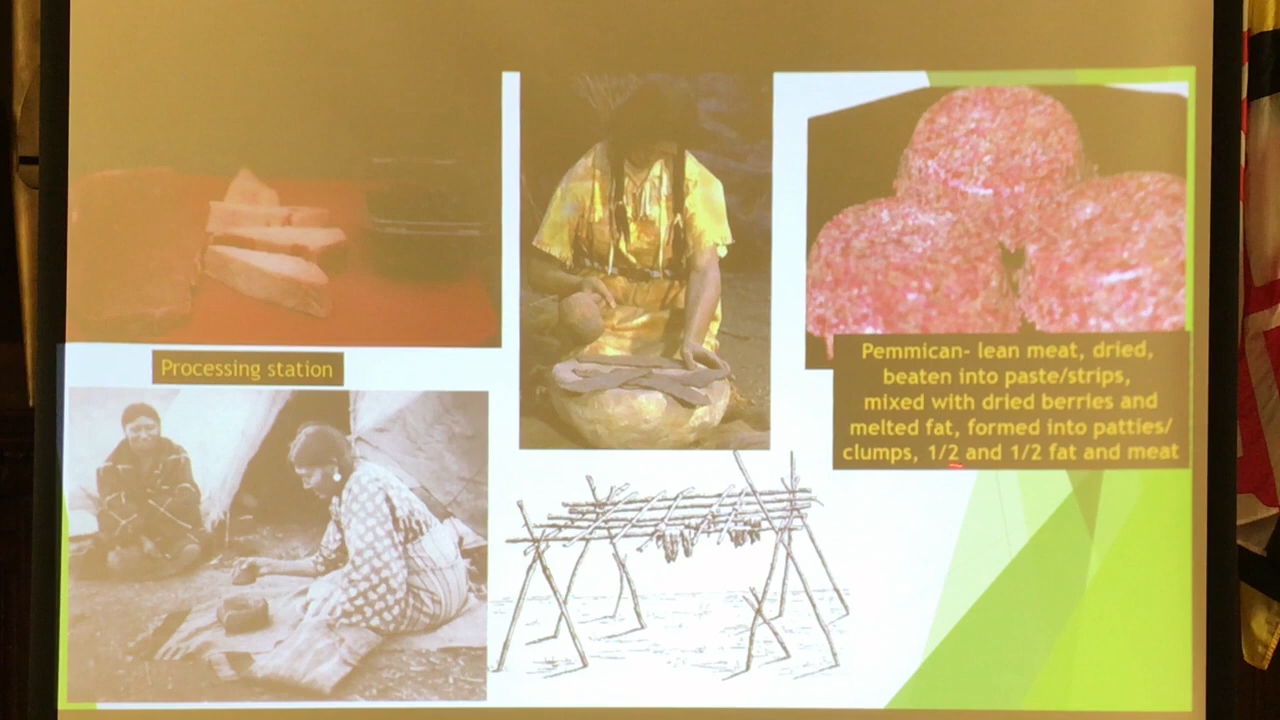 Processing station
Pemmican- lean meat, dried,
beaten into paste/strips,
mixed with dried berries and
melted fat, formed into patties/
clumps, 1/2 and 1/2 fat and meat